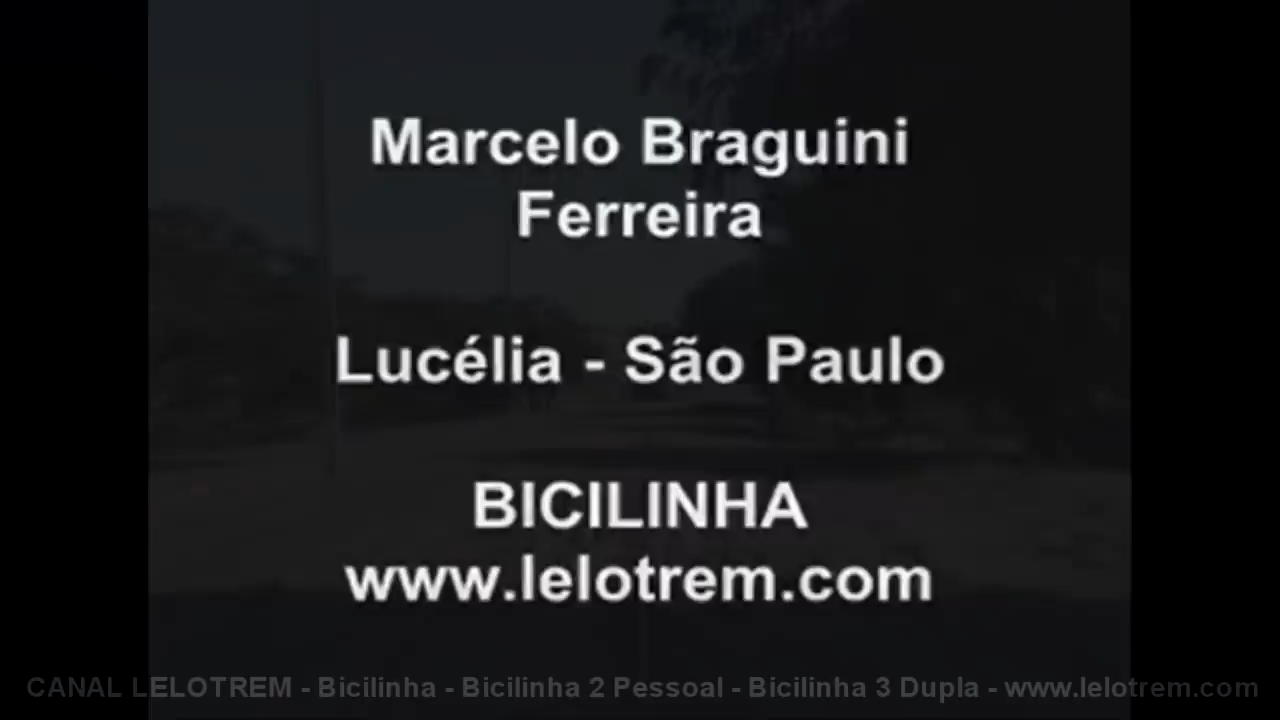 Marcelo Braguini
Ferreira
Lucélia - São Paulo
BICILINHA
www.lelotrem.com
CANAL LELOTREM - Bicilinha - Bicilinha 2 Pessoal - Bicilinha 3 Dupla - www.lelotrem.com